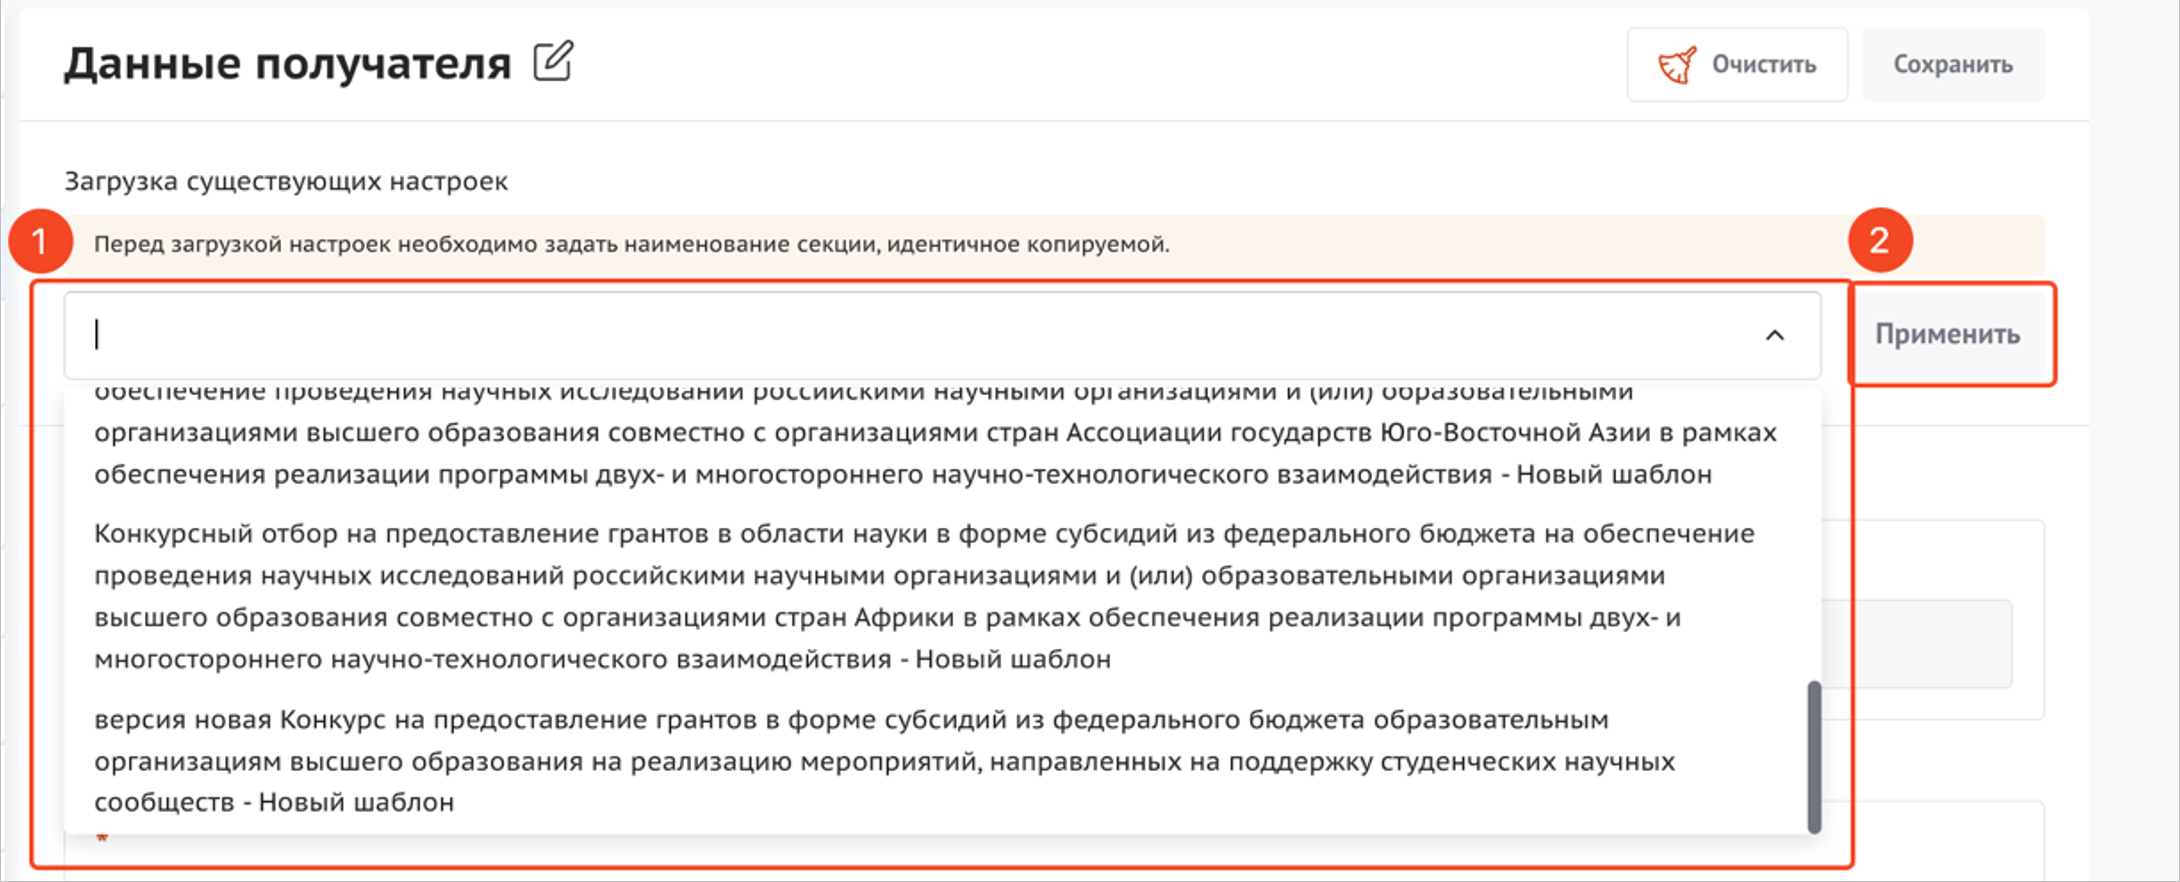 Данные получателя
Очистить
Сохранить
Загрузка существующих настроек
1
Перед загрузкой настроек необходимо задать наименование секции, идентичное копируемой.
2
Применить
обеспечение проведения научных исследований российскими научными организациями и (или) образовательными
организациями высшего образования совместно с организациями стран Ассоциации государств Юго-Восточной Азии в рамках
обеспечения реализации программы двух- и многостороннего научно-технологического взаимодействия - Новый шаблон
Конкурсный отбор на предоставление грантов в области науки в форме субсидий из федерального бюджета на обеспечение
проведения научных исследований российскими научными организациями и (или) образовательными организациями
высшего образования совместно с организациями стран Африки в рамках обеспечения реализации программы двух- и
многостороннего научно-технологического взаимодействия - Новый шаблон
версия новая Конкурс на предоставление грантов в форме субсидий из федерального бюджета образовательным
организациям высшего образования на реализацию мероприятий, направленных на поддержку студенческих научных
сообществ - Новый шаблон
*